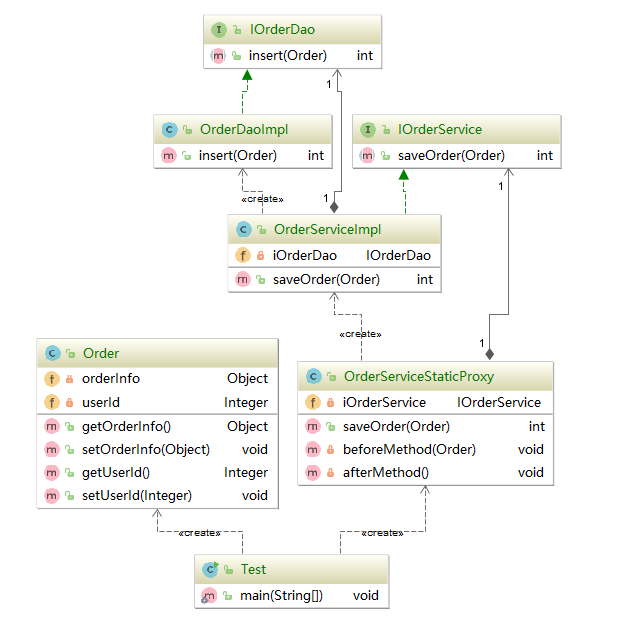 I IOrderDao
m insert(Order) int
1
C OrderDaoImpl
m insert(Order) int
I IOrderService
m saveOrder(Order) int
«create»
1
1
C OrderServiceImpl
f iOrderDao IOrderDao
m saveOrder(Order) int
«create»
1
C Order
f orderInfo Object
f userId Integer
m getOrderInfo() Object
m setOrderInfo(Object) void
m getUserId() Integer
m setUserId(Integer) void
C OrderServiceStaticProxy
f iOrderService IOrderService
m saveOrder(Order) int
m beforeMethod(Order) void
m afterMethod() void
«create»
«create»
C Test
m main(String[]) void